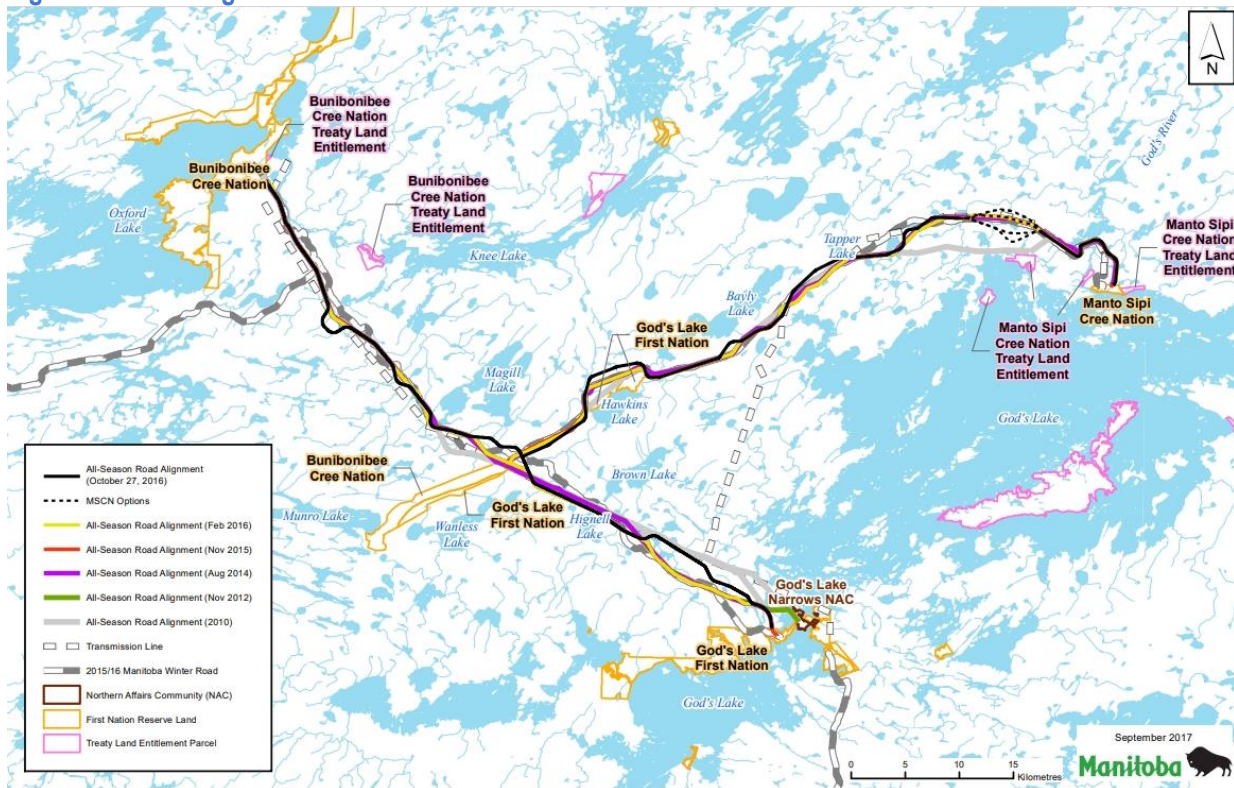 N
Bunibonibee
Cree Nation
Treaty Land
Entitlement
Bunibonibee
Cree Nation
Oxford
Lake
Bunibonibee
Cree Nation
Treaty Land
Entitlement
Knee Lake
God's River
Tapper
Lake
Manto Sipi
Cree Nation
Treaty Land
Entitlement
Bayly
Lake
Manto Sipi
Cree Nation
Manto Sipi
Cree Nation
Treaty Land
Entitlement
God's Lake
First Nation
Magill
Lake
Hawkins
Lake
God's Lake
Brown Lake
Bunibonibee
Cree Nation
God's Lake
First Nation
Munro Lake
Wanless
Lake
Hignell
Lake
God's Lake
Narrows NAC
God's Lake
First Nation
God's Lake
All-Season Road Alignment
(October 27, 2016)
MSCN Options
All-Season Road Alignment (Feb 2016)
All-Season Road Alignment (Nov 2015)
All-Season Road Alignment (Aug 2014)
All-Season Road Alignment (Nov 2012)
All-Season Road Alignment (2010)
Transmission Line
2015/16 Manitoba Winter Road
Northern Affairs Community (NAC)
First Nation Reserve Land
Treaty Land Entitlement Parcel
0 5 10 15
Kilometres
September 2017
Manitoba